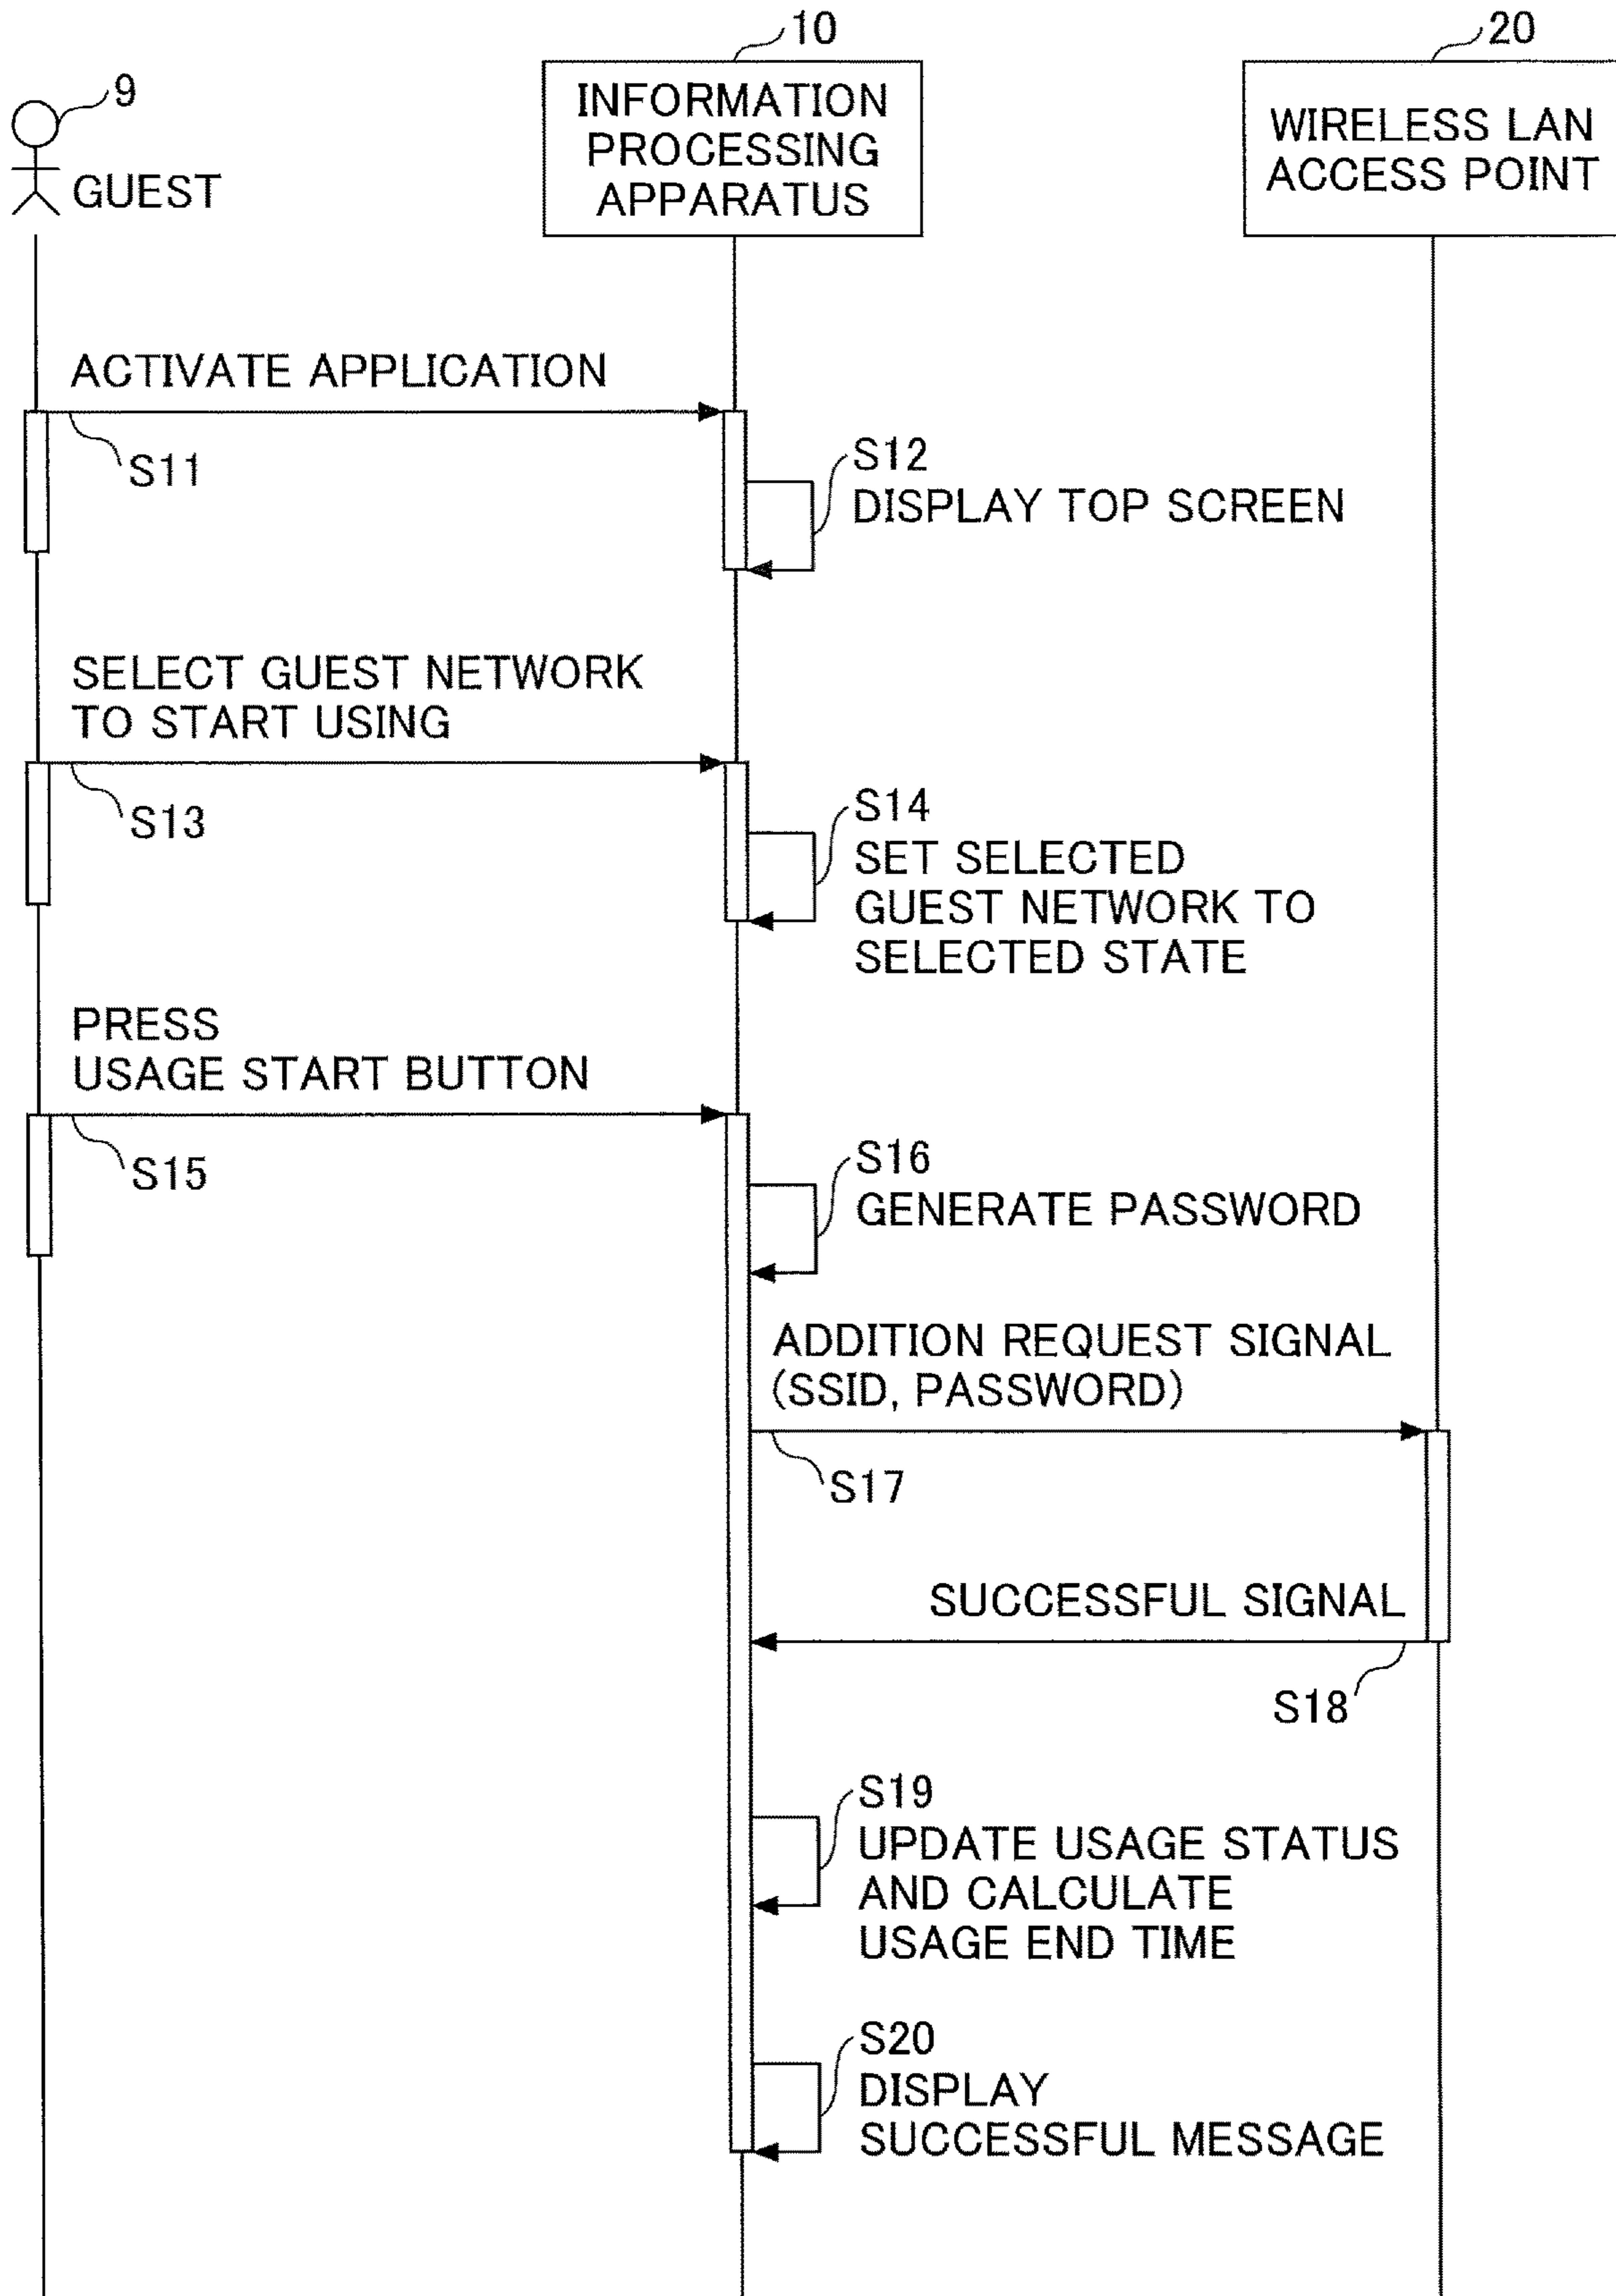 10
20
9
INFORMATION
PROCESSING
APPARATUS
WIRELESS LAN
ACCESS POINT
GUEST
ACTIVATE APPLICATION
S11
S12
DISPLAY TOP SCREEN
SELECT GUEST NETWORK
TO START USING
S13
S14
SET SELECTED
GUEST NETWORK TO
SELECTED STATE
PRESS
USAGE START BUTTON
S15
S16
GENERATE PASSWORD
ADDITION REQUEST SIGNAL
(SSID, PASSWORD)
S17
SUCCESSFUL SIGNAL
S18
S19
UPDATE USAGE STATUS
AND CALCULATE
USAGE END TIME
S20
DISPLAY
SUCCESSFUL MESSAGE